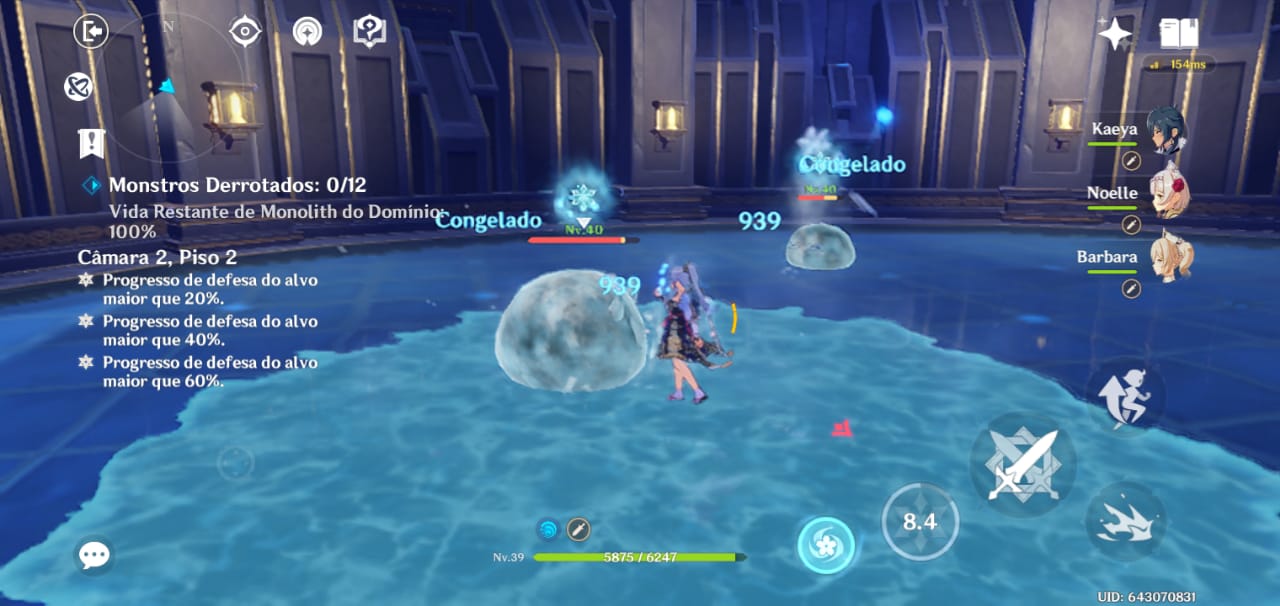 N
154ms
Kaeya
Noelle
Barbara
Monstros Derrotados: 0/12
Vida Restante de Monolith do Domínio:
100%
Câmara 2, Piso 2
Progresso de defesa do alvo
maior que 20%.
Progresso de defesa do alvo
maior que 40%.
Progresso de defesa do alvo
maior que 60%.
Congelado
Nv.40
Congelado
Nv.40
939
939
8.4
Nv.39
5875 / 6247
UID: 643070831